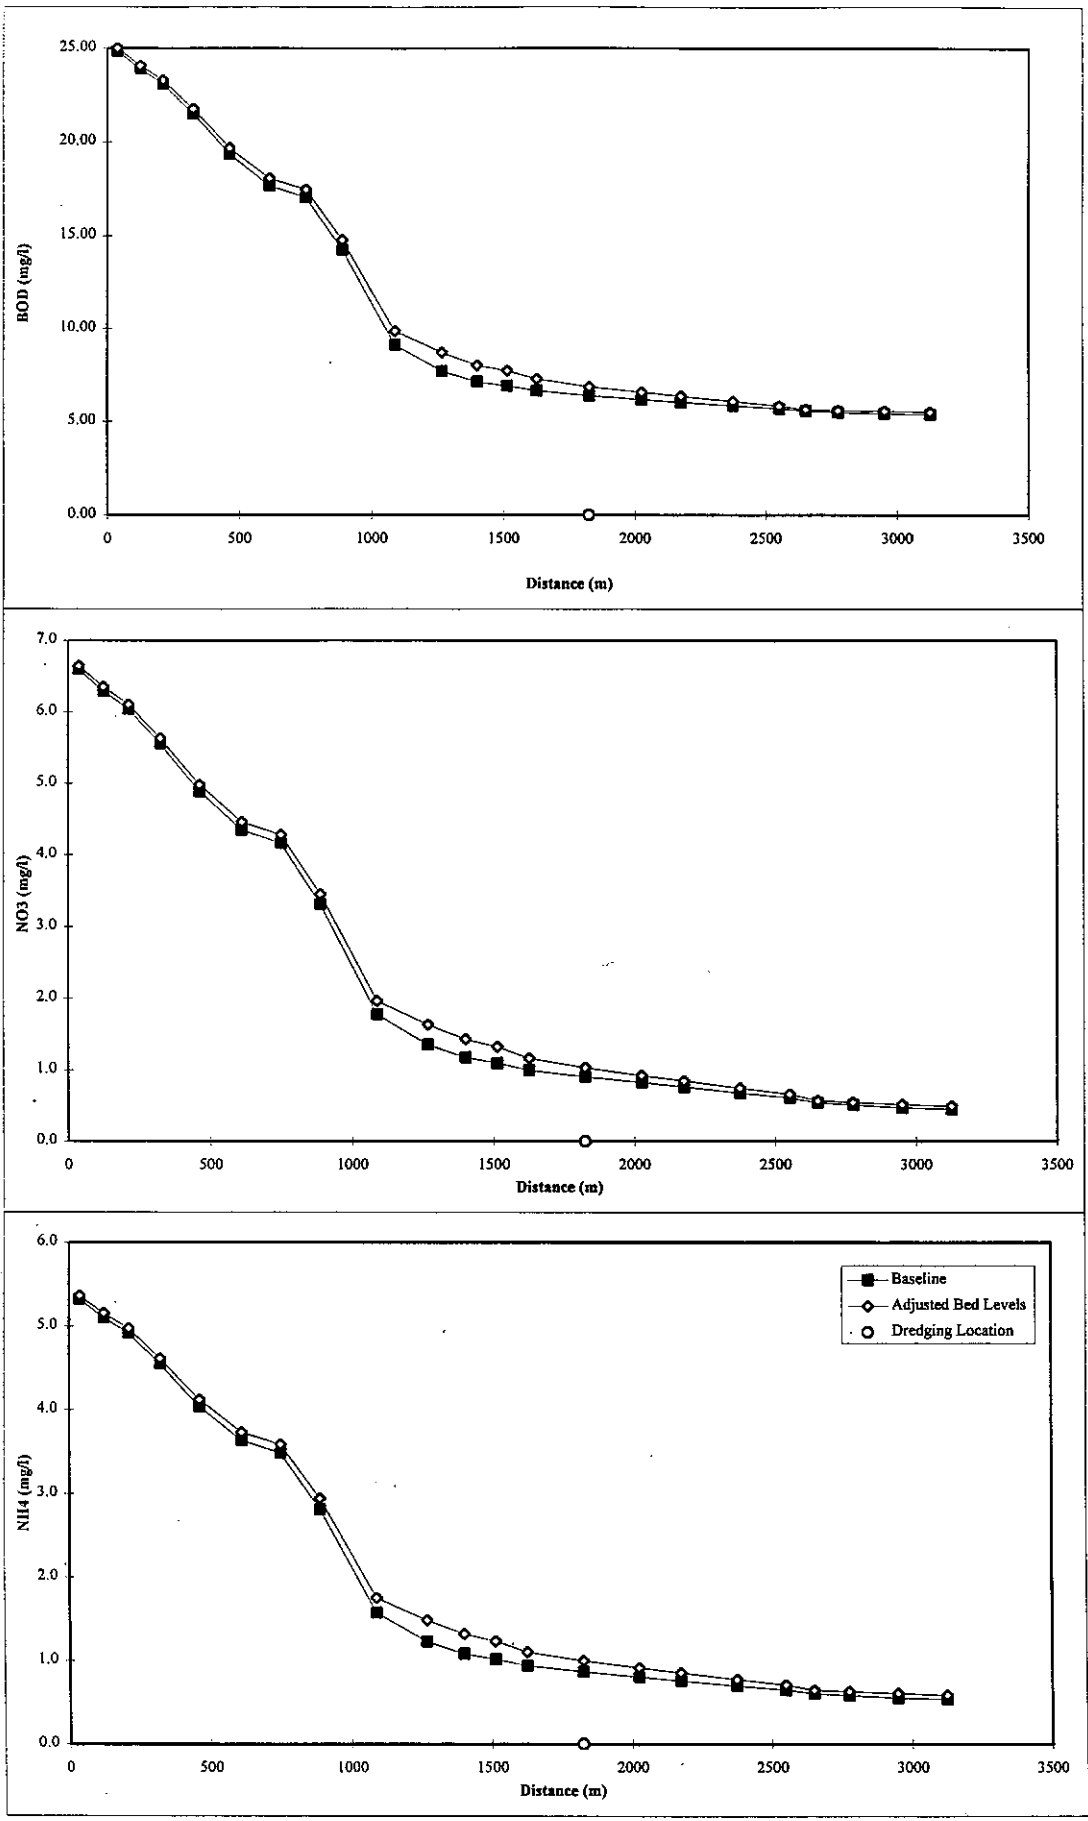 25.00
20.00
15.00
10.00
5.00
0.00
BOD (mg/l)
0 500 1000 1500 2000 2500 3000 3500
Distance (m)
7.0
6.0
5.0
4.0
3.0
2.0
1.0
0.0
NO3 (mg/l)
0 500 1000 1500 2000 2500 3000 3500
Distance (m)
6.0
5.0
4.0
3.0
2.0
1.0
0.0
NH4 (mg/l)
Baseline
Adjusted Bed Levels
Dredging Location
0 500 1000 1500 2000 2500 3000 3500
Distance (m)